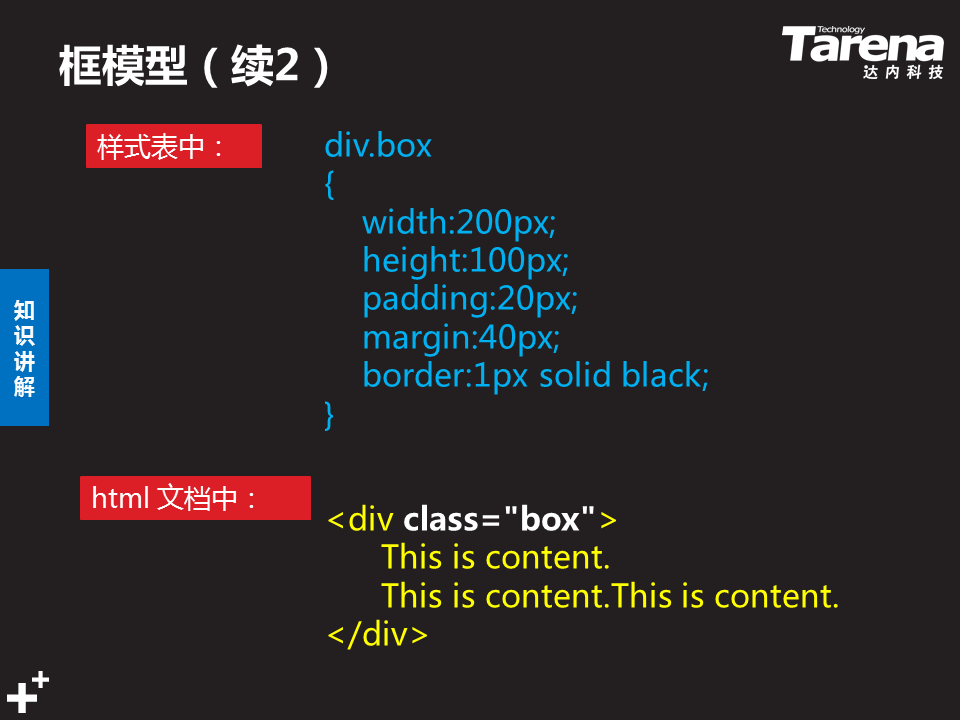 框模型（续2）
Technology
Tarena
达内科技
样式表中：
div.box
{
width:200px;
height:100px;
padding:20px;
margin:40px;
border:1px solid black;
}
知识讲解
html 文档中：
<div class="box">
This is content.
This is content.This is content.
</div>